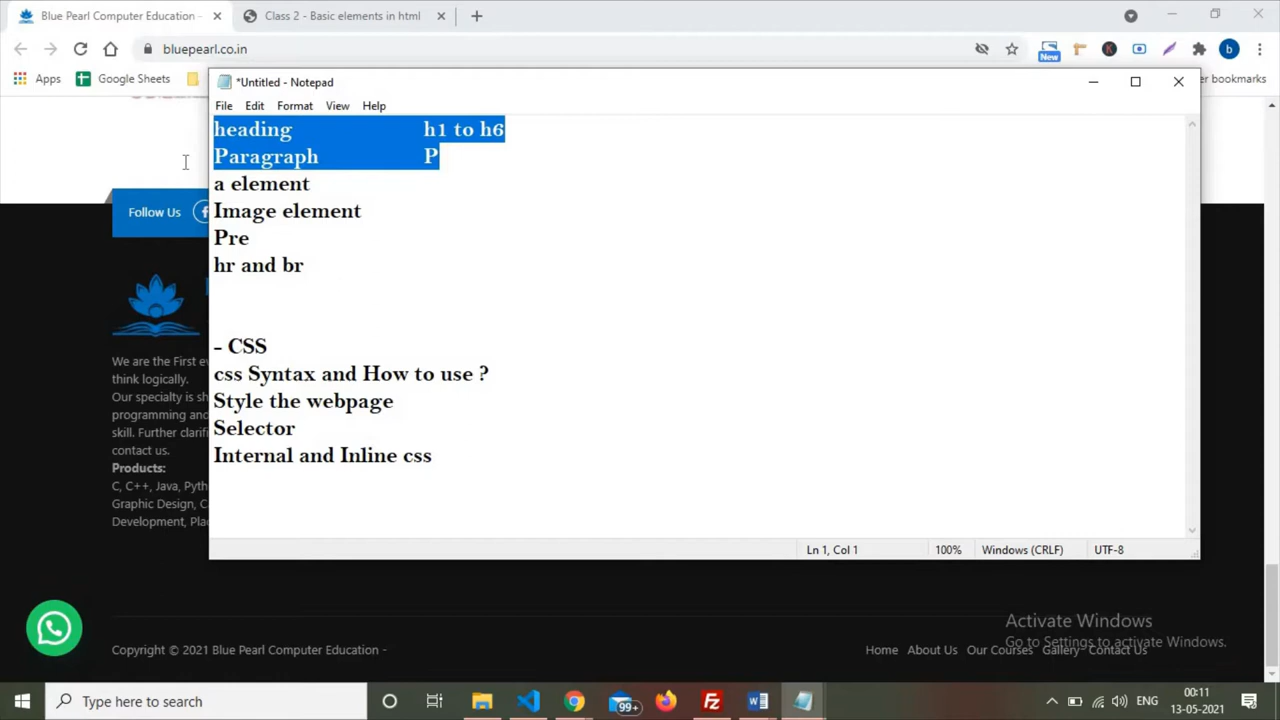 Blue Pearl Computer Education -
Class 2 - Basic elements in html
bluepearl.co.in
New
K
b
Apps
Google Sheets
er bookmarks
*Untitled - Notepad
File Edit Format View Help
heading h1 to h6
Paragraph P
a element
Image element
Pre
hr and br
- CSS
css Syntax and How to use ?
Style the webpage
Selector
Internal and Inline css
Ln 1, Col 1 100% Windows (CRLF) UTF-8
Follow Us
We are the First e
think logically.
Our specialty is sh
programming and
skill. Further clarifi
contact us.
Products:
C, C++, Java, Pyth
Graphic Design, C
Development, Plac
Activate Windows
Go to Settings to activate Windows.
Copyright © 2021 Blue Pearl Computer Education -
Home About Us Our Courses Gallery Contact Us
Type here to search
99+
ENG
00:11
13-05-2021